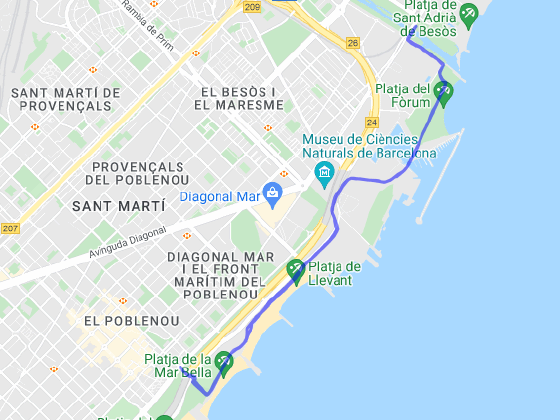 Platja de
Sant Adrià
de Besòs
Rambla de Prim
209
26
SANT MARTÍ DE
PROVENÇALS
EL BESÒS I
EL MARESME
Platja del
Fòrum
24
Museu de Ciències
Naturals de Barcelona
PROVENÇALS
DEL POBLENOU
Diagonal Mar
SANT MARTÍ
207
Avinguda Diagonal
DIAGONAL MAR
I EL FRONT
MARÍTIM DEL
POBLENOU
Platja de
Llevant
EL POBLENOU
Platja de la
Mar Bella